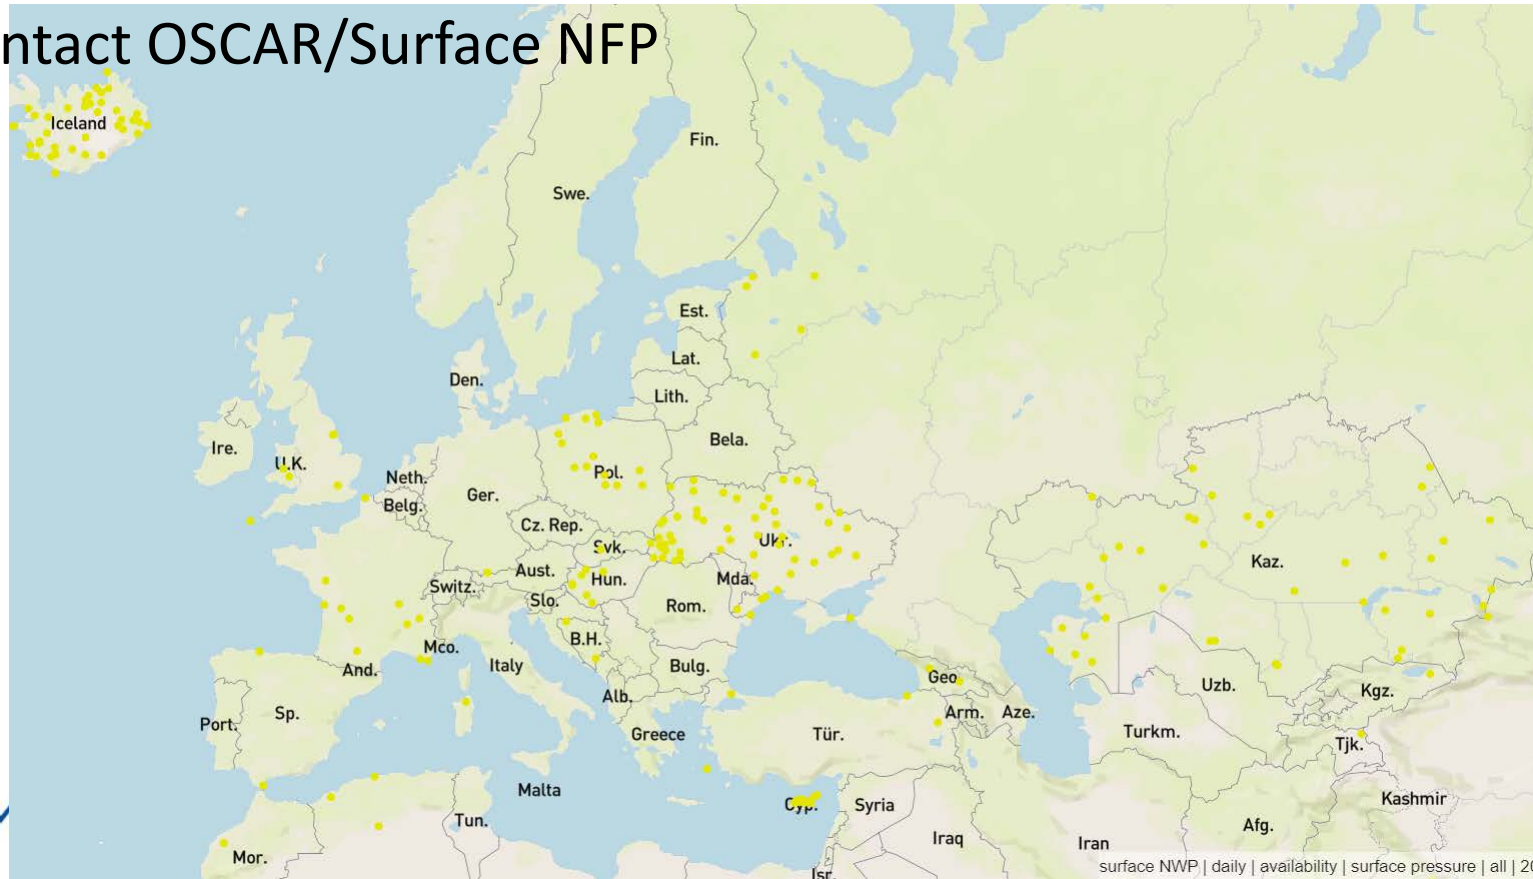 ntact OSCAR/Surface NFP
Iceland
Fin.
Swe.
Est.
Lat.
Den.
Lith.
Ire.
Bela.
U.K.
Pol.
Neth.
Ger.
Belg.
Cz. Rep.
Ukr.
Svk.
Kaz.
Aust.
Hun.
Mda.
Switz.
Slo.
Rom.
B.H.
Mco.
Italy
Bulg.
And.
Geo
Uzb.
Kgz.
Alb.
Sp.
Port.
Arm.
Aze.
Greece
Tür.
Turkm.
Tjk.
Malta
Cyp.
Syria
Kashmir
Tun.
Afg.
Iraq
Iran
Mor.
Isr.
surface NWP | daily | availability | surface pressure | all | 20